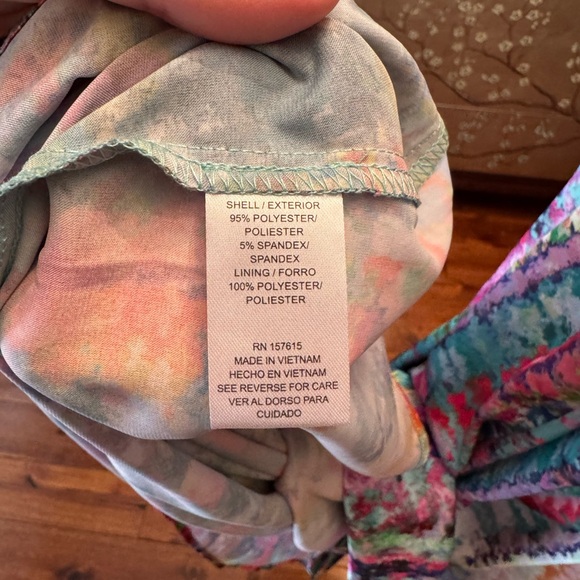 SHELL / EXTERIOR
95% POLYESTER/
POLIESTER
5% SPANDEX/
SPANDEX
LINING / FORRO
100% POLYESTER/
POLIESTER
RN 157615
MADE IN VIETNAM
HECHO EN VIETNAM
SEE REVERSE FOR CARE
VER AL DORSO PARA
CUIDADO